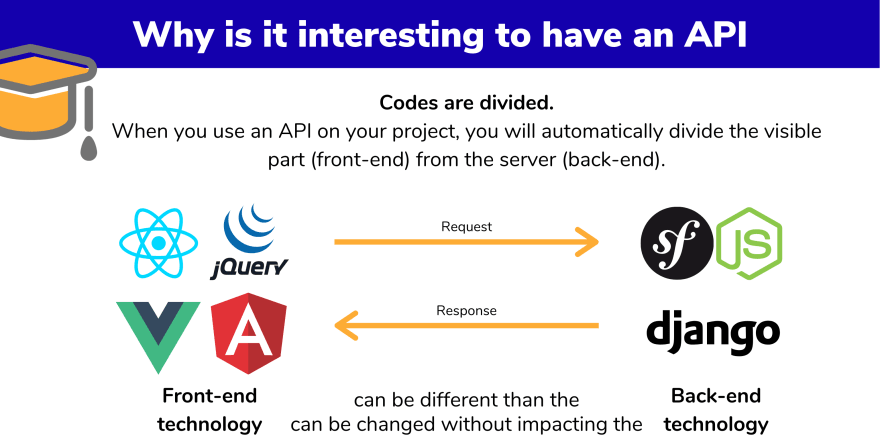 Why is it interesting to have an API
Codes are divided.
When you use an API on your project, you will automatically divide the visible
part (front-end) from the server (back-end).
Request
jQuery
sf
JS
Response
A
django
Front-end
technology
can be different than the
can be changed without impacting the
Back-end
technology